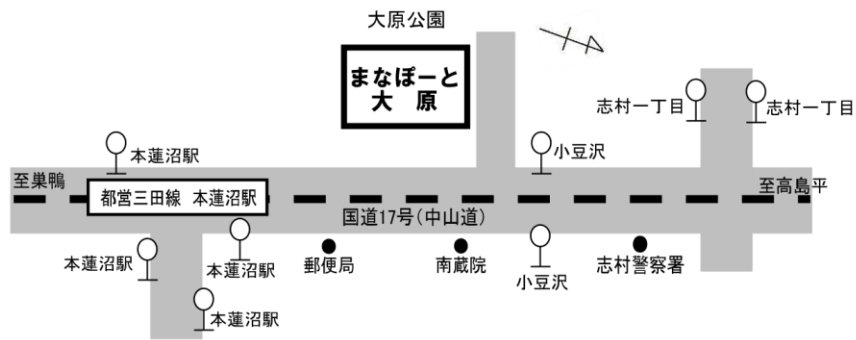 大原公園
まなぽーと
大　原
志村一丁目
志村一丁目
本蓮沼駅
小豆沢
至巣鴨
都営三田線　本蓮沼駅
至高島平
国道17号(中山道)
本蓮沼駅
本蓮沼駅
郵便局
南蔵院
小豆沢
志村警察署
本蓮沼駅